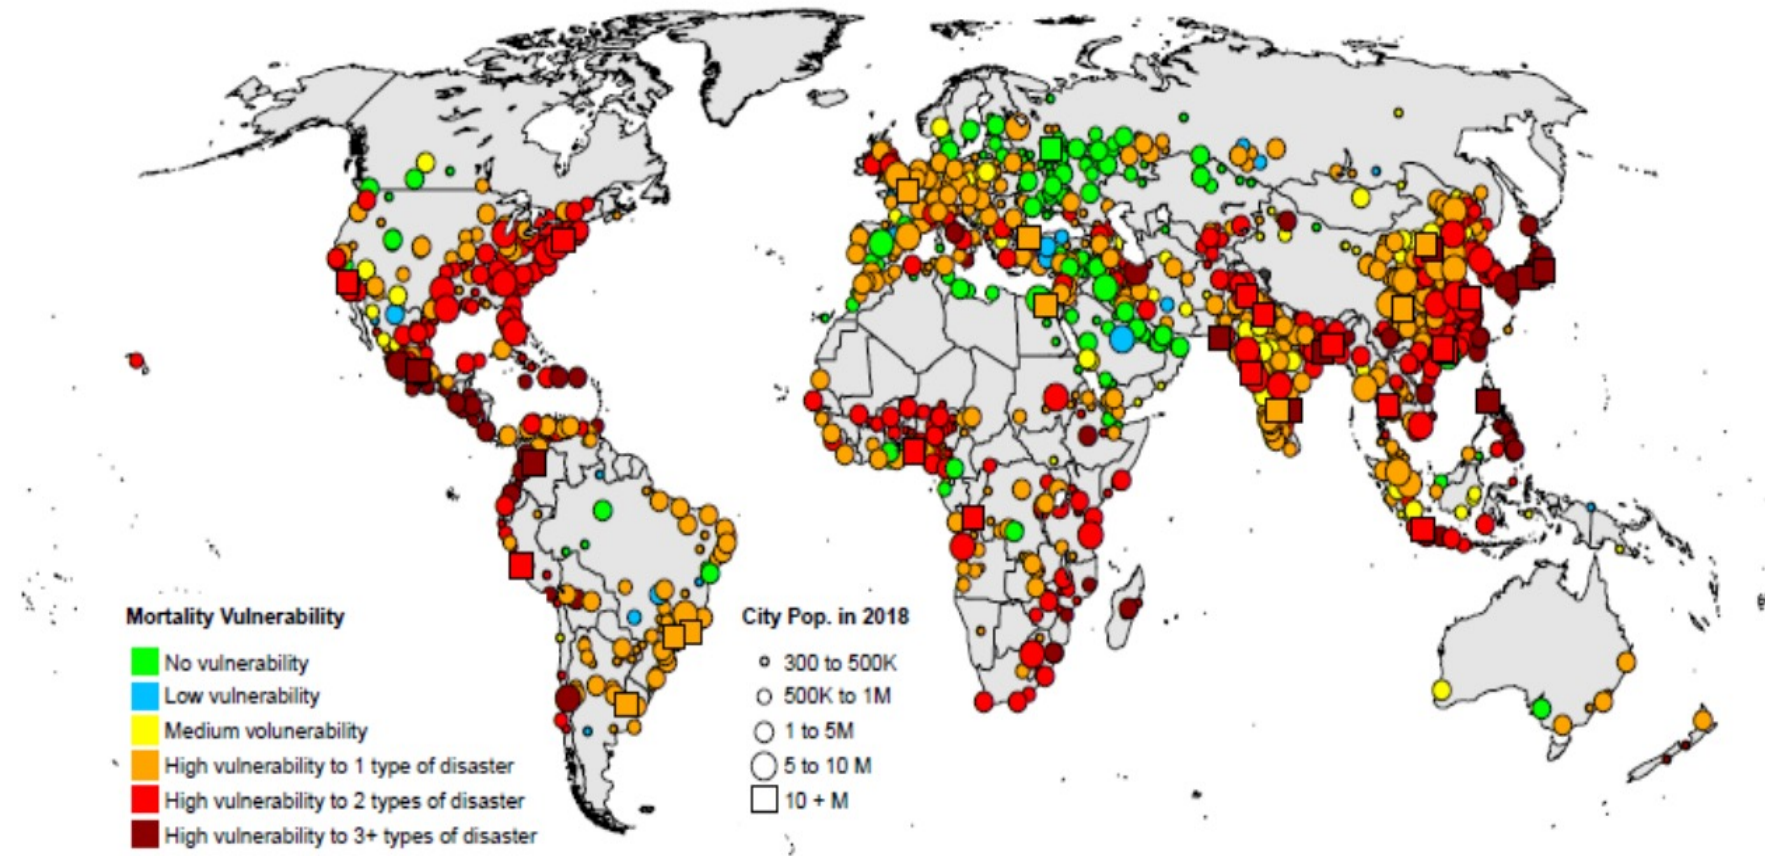 Mortality Vulnerability
No vulnerability
Low vulnerability
Medium volunerability
High vulnerability to 1 type of disaster
High vulnerability to 2 types of disaster
High vulnerability to 3+ types of disaster
City Pop. in 2018
300 to 500K
500K to 1M
1 to 5M
5 to 10 M
10 + M